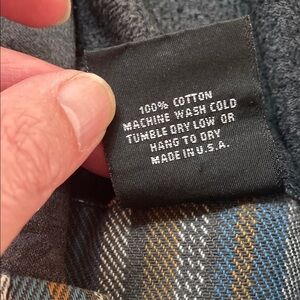 100% COTTON
MACHINE WASH COLD
TUMBLE DRY LOW OR
HANG TO DRY
MADE IN U.S.A.